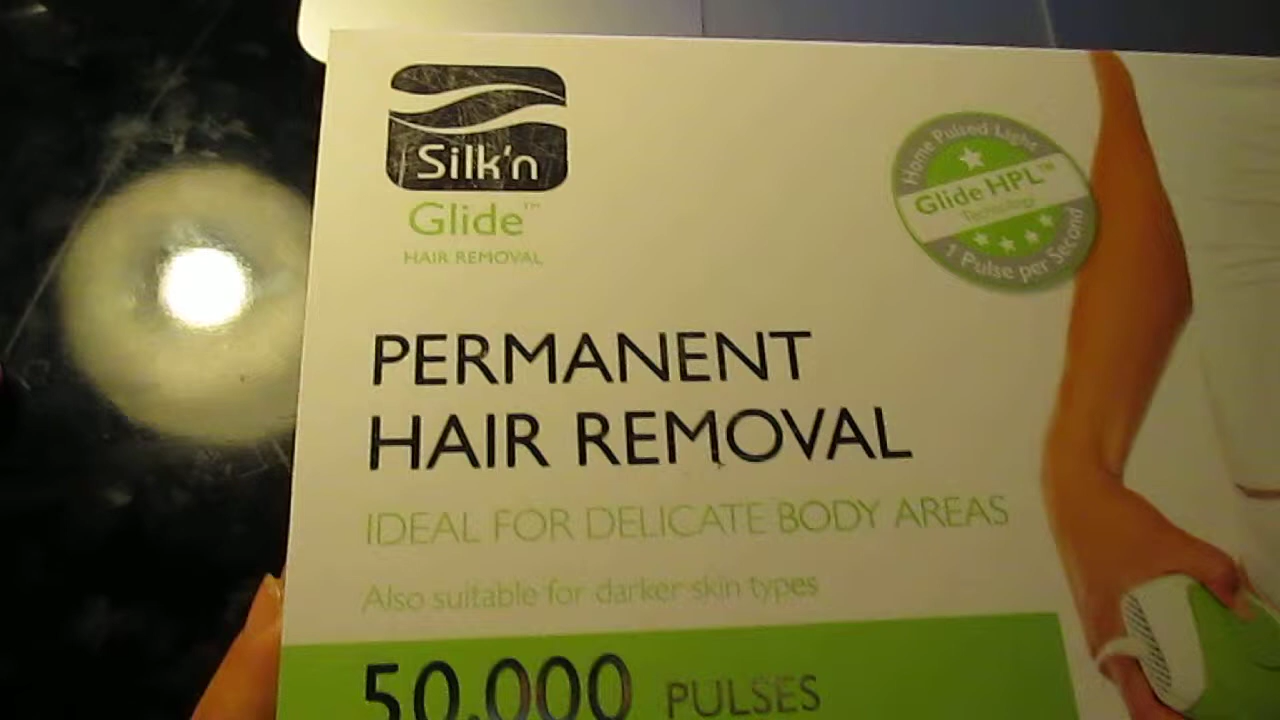 Silk'n
Glide™
HAIR REMOVAL
Home Pulsed Light
Glide HPL™
Technology
1 Pulse per Second
PERMANENT
HAIR REMOVAL
IDEAL FOR DELICATE BODY AREAS
Also suitable for darker skin types
50.000 PULSES